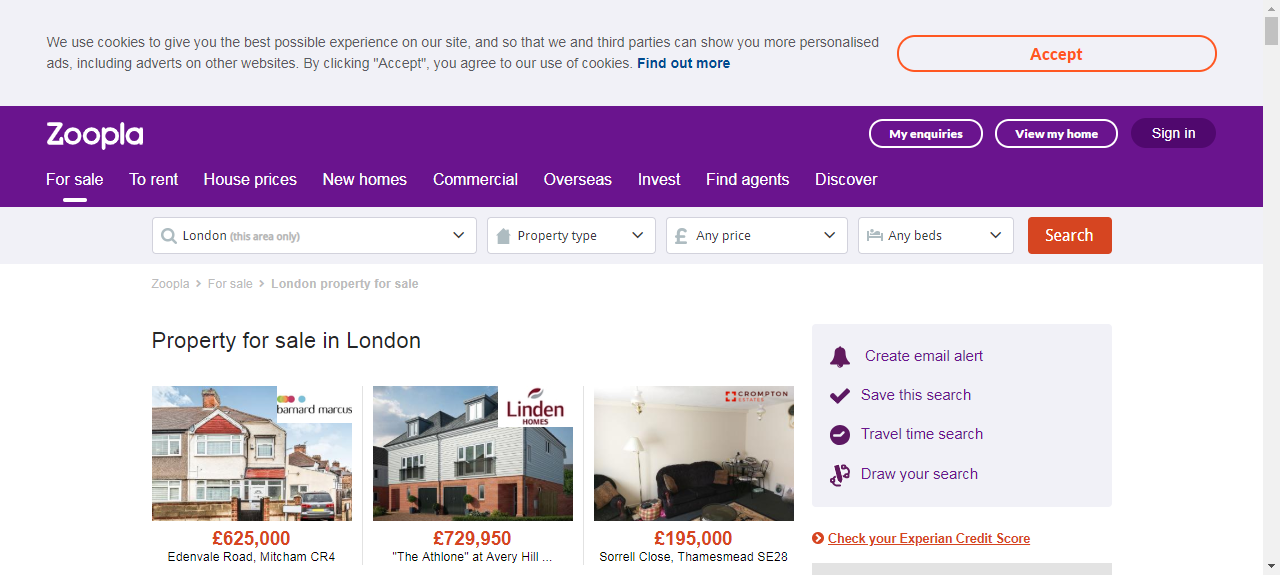 We use cookies to give you the best possible experience on our site, and so that we and third parties can show you more personalised
ads, including adverts on other websites. By clicking "Accept", you agree to our use of cookies. Find out more
Accept
Zoopla
My enquiries
View my home
Sign in
For sale
To rent
House prices
New homes
Commercial
Overseas
Invest
Find agents
Discover
London (this area only)
Property type
£ Any price
Any beds
Search
Zoopla > For sale > London property for sale
Property for sale in London
Create email alert
Save this search
Travel time search
Draw your search
barnard marcus
Linden
HOMES
CROMPTON
ESTATES
£625,000
Edenvale Road, Mitcham CR4
£729,950
"The Athlone" at Avery Hill ...
£195,000
Sorrell Close, Thamesmead SE28
Check your Experian Credit Score